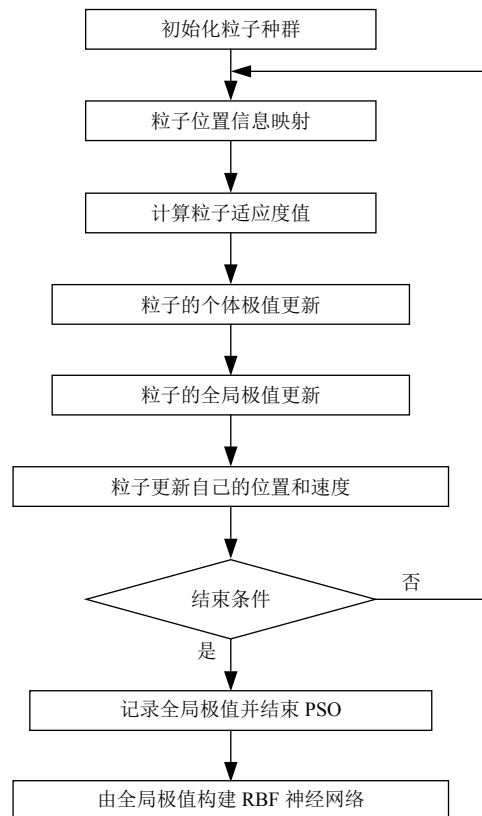 初始化粒子种群
粒子位置信息映射
计算粒子适应度值
粒子的个体极值更新
粒子的全局极值更新
粒子更新自己的位置和速度
结束条件
否
是
记录全局极值并结束 PSO
由全局极值构建 RBF 神经网络